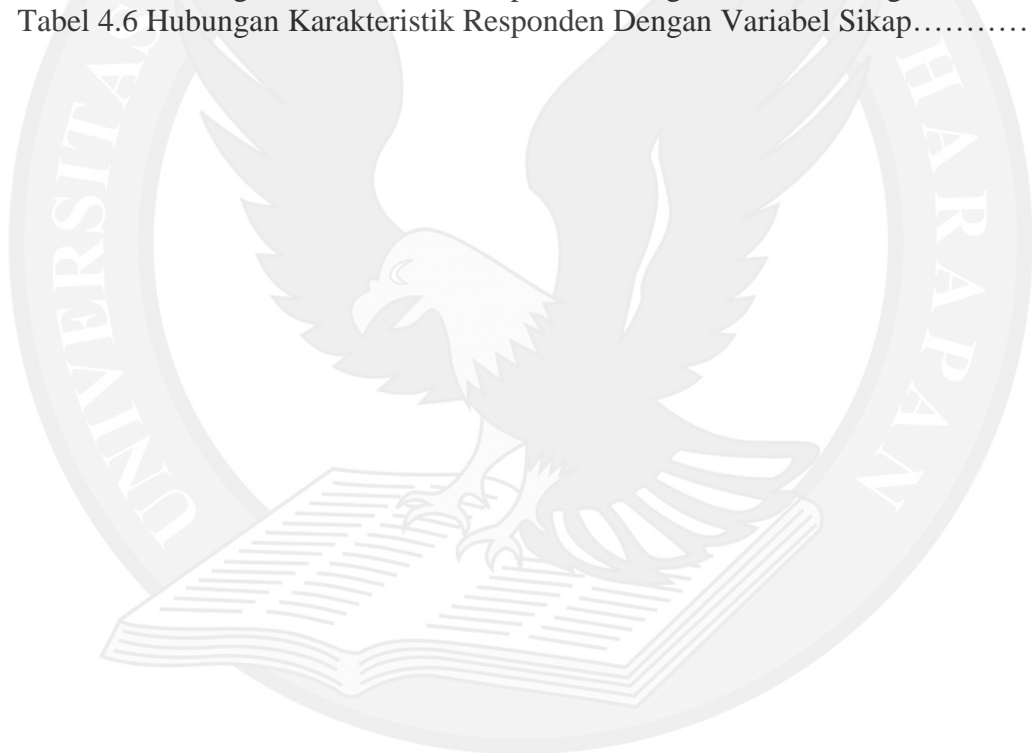 Tabel 4.6 Hubungan Karakteristik Responden Dengan Variabel Sikap…………
UNIVERSITAS
HARAPAN